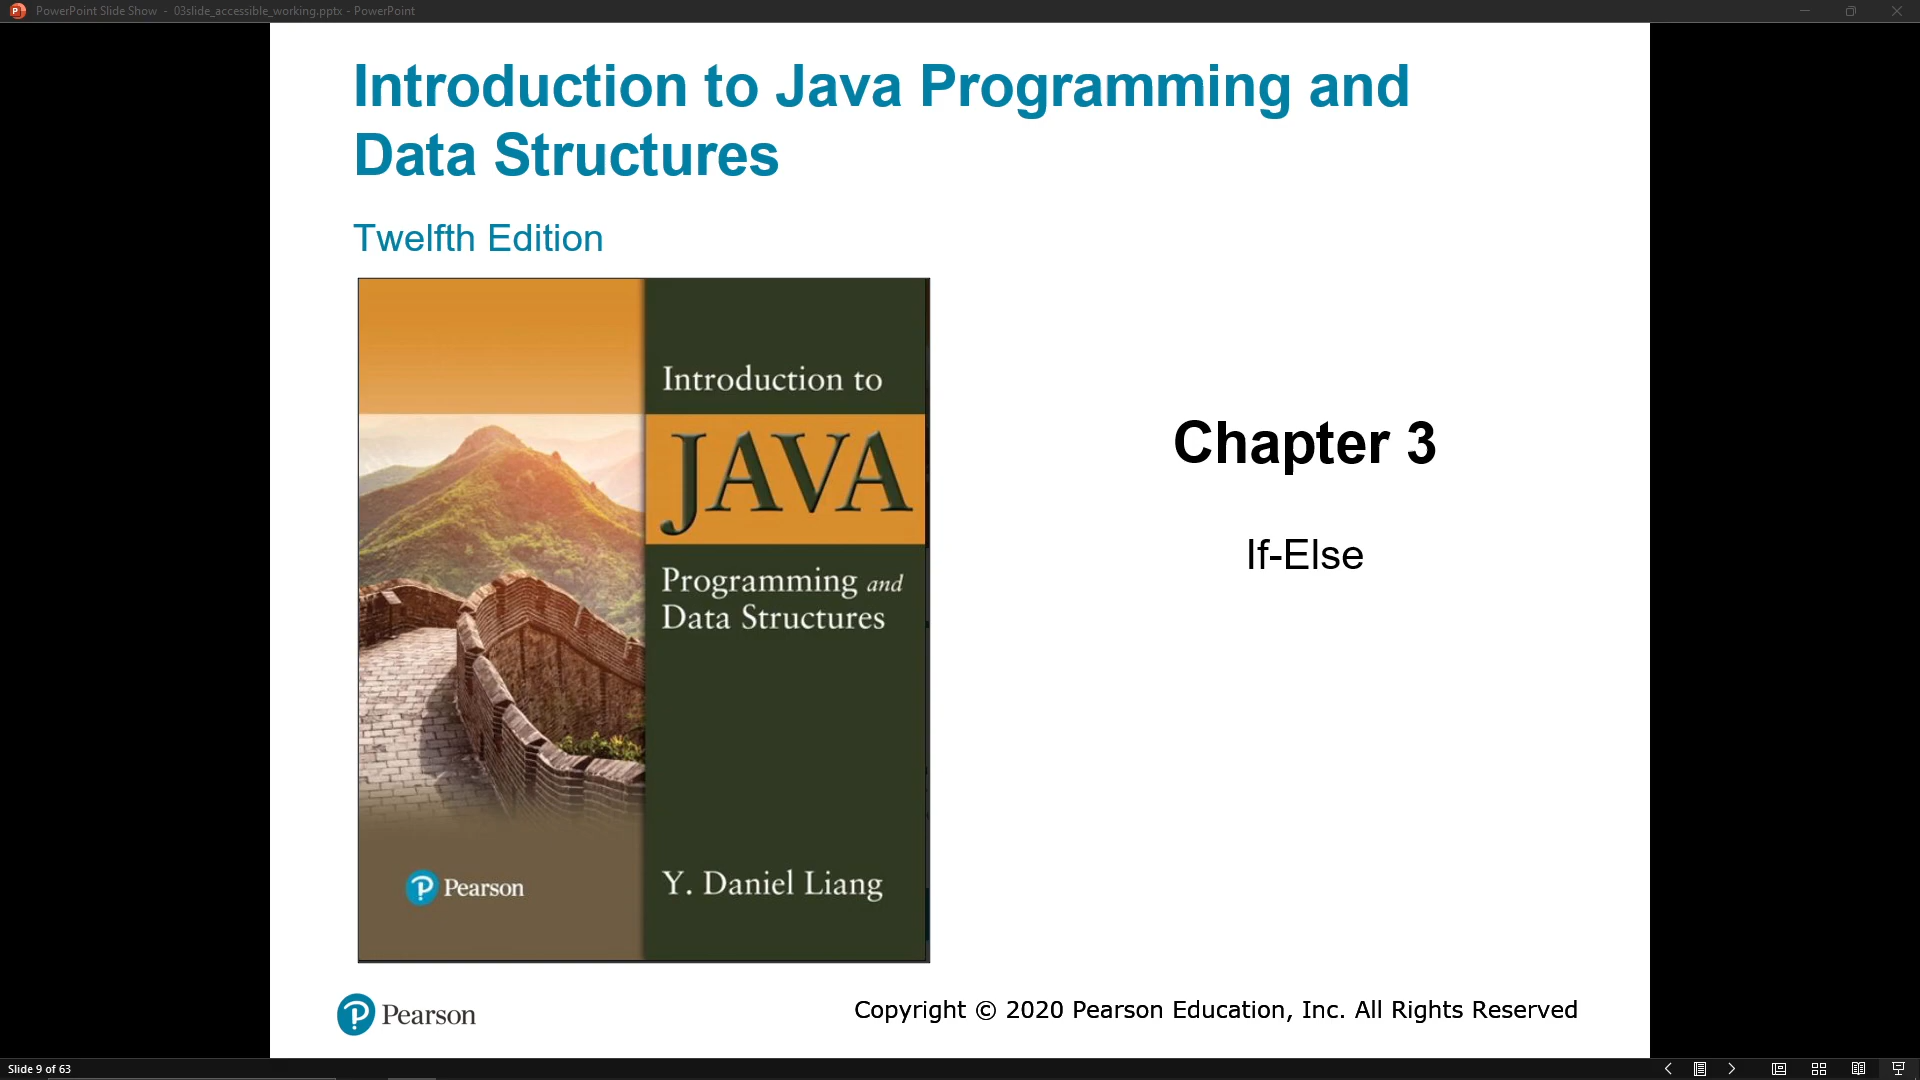 PowerPoint Slide Show - 03slide_accessible_working.pptx - PowerPoint
Introduction to Java Programming and
Data Structures
Twelfth Edition
Introduction to
JAVA
Programming and
Data Structures
Y. Daniel Liang
Pearson
Chapter 3
If-Else
Pearson
Copyright © 2020 Pearson Education, Inc. All Rights Reserved
Slide 9 of 63